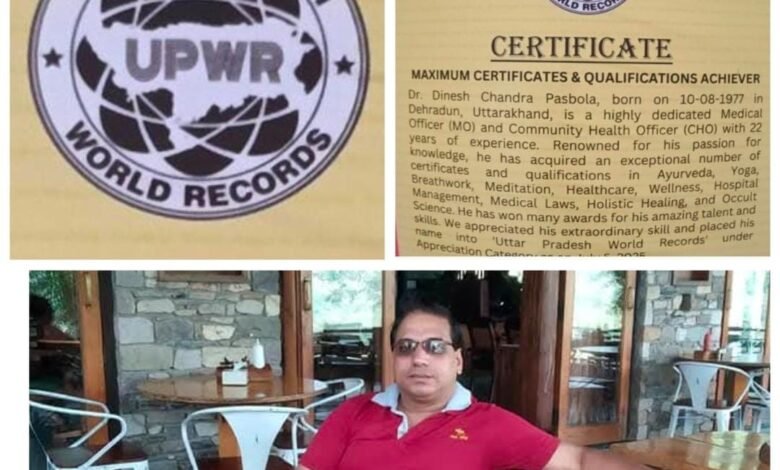 UPWR
WORLD RECORDS
WORLD RECORDS
CERTIFICATE
MAXIMUM CERTIFICATES & QUALIFICATIONS ACHIEVER
Dr. Dinesh Chandra Pasbola, born on 10-08-1977 in
Dehradun, Uttarakhand, is a highly dedicated Medical
Officer (MO) and Community Health Officer (CHO) with 22
years of experience. Renowned for his passion for
knowledge, he has acquired an exceptional number of
certificates and qualifications in Ayurveda, Yoga,
Breathwork, Meditation, Healthcare, Wellness, Hospital
Management, Medical Laws, Holistic Healing, and Occult
Science. He has won many awards for his amazing talent and
skills. We appreciated his extraordinary skill and placed his
name into 'Uttar Pradesh World Records' under
Appreciation Category as on July 5, 2025